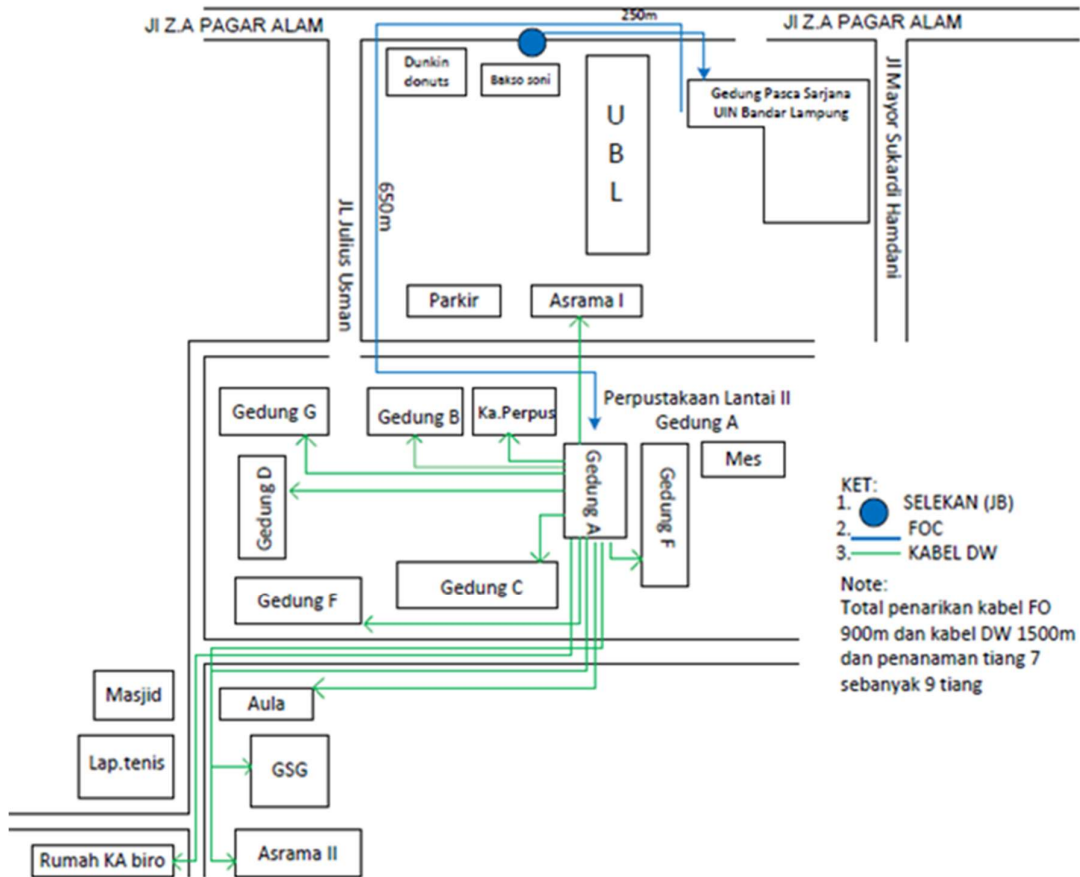 250m
Jl Z.A PAGAR ALAM
Jl Z.A PAGAR ALAM
Dunkin
donuts
Bakso soni
U
B
L
Gedung Pasca Sarjana
UIN Bandar Lampung
Jl Mayor Sukardi Hamdani
650m
JL Julius Usman
Parkir
Asrama I
Gedung G
Gedung B
Ka.Perpus
Perpustakaan Lantai II
Gedung A
Gedung D
Gedung A
Gedung F
Mes
Gedung C
Gedung F
KET:
1. SELEKAN (JB)
2. FOC
3. KABEL DW
Note:
Total penarikan kabel FO
900m dan kabel DW 1500m
dan penanaman tiang 7
sebanyak 9 tiang
Masjid
Aula
Lap.tenis
GSG
Rumah KA biro
Asrama II